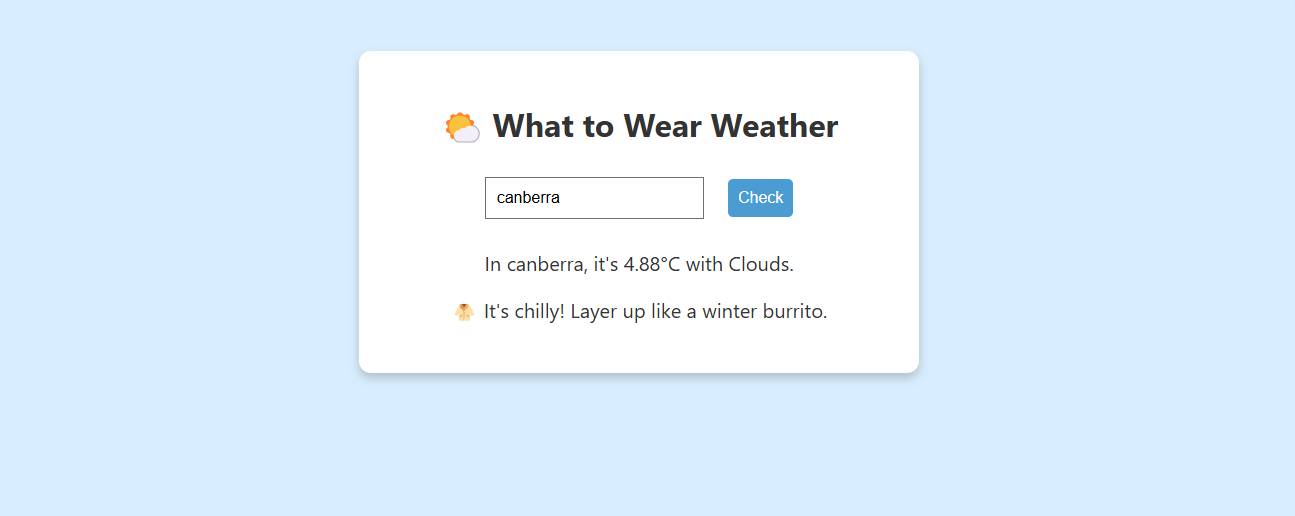 🌤️ What to Wear Weather
canberra Check
In canberra, it's 4.88°C with Clouds.
🧥 It's chilly! Layer up like a winter burrito.